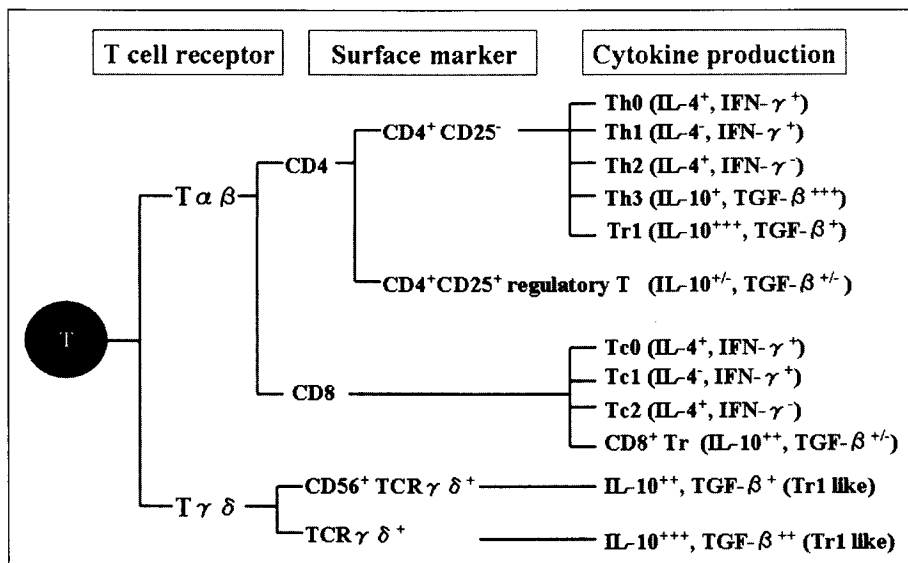 T cell receptor Surface marker Cytokine production
Th0 (IL-4⁺, IFN-γ⁺)
CD4⁺ CD25⁻ Th1 (IL-4⁻, IFN-γ⁺)
CD4 Th2 (IL-4⁺, IFN-γ⁻)
Tαβ Th3 (IL-10⁺, TGF-β⁺⁺⁺)
Tr1 (IL-10⁺⁺⁺, TGF-β⁺)
CD4⁺CD25⁺ regulatory T (IL-10⁺/⁻, TGF-β⁺/⁻)
T
Tc0 (IL-4⁺, IFN-γ⁺)
Tc1 (IL-4⁻, IFN-γ⁺)
CD8
Tc2 (IL-4⁺, IFN-γ⁻)
CD8⁺ Tr (IL-10⁺⁺, TGF-β⁺/⁻)
CD56⁺ TCRγδ⁺ IL-10⁺⁺, TGF-β⁺ (Tr1 like)
Tγδ
TCRγδ⁺ IL-10⁺⁺⁺, TGF-β⁺⁺ (Tr1 like)